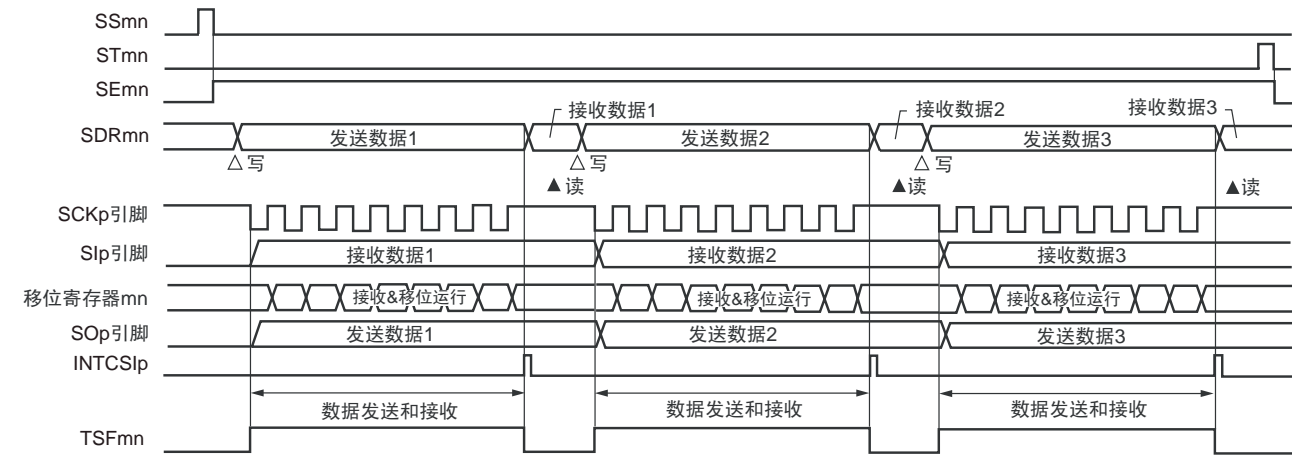 SSmn
STmn
SEmn
接收数据1 接收数据2 接收数据3
SDRmn 发送数据1 发送数据2 发送数据3
△写 △写 △写
▲读 ▲读 ▲读
SCKp引脚
SIp引脚 接收数据1 接收数据2 接收数据3
移位寄存器mn 接收&移位运行 接收&移位运行 接收&移位运行
SOp引脚 发送数据1 发送数据2 发送数据3
INTCSIp
数据发送和接收 数据发送和接收 数据发送和接收
TSFmn